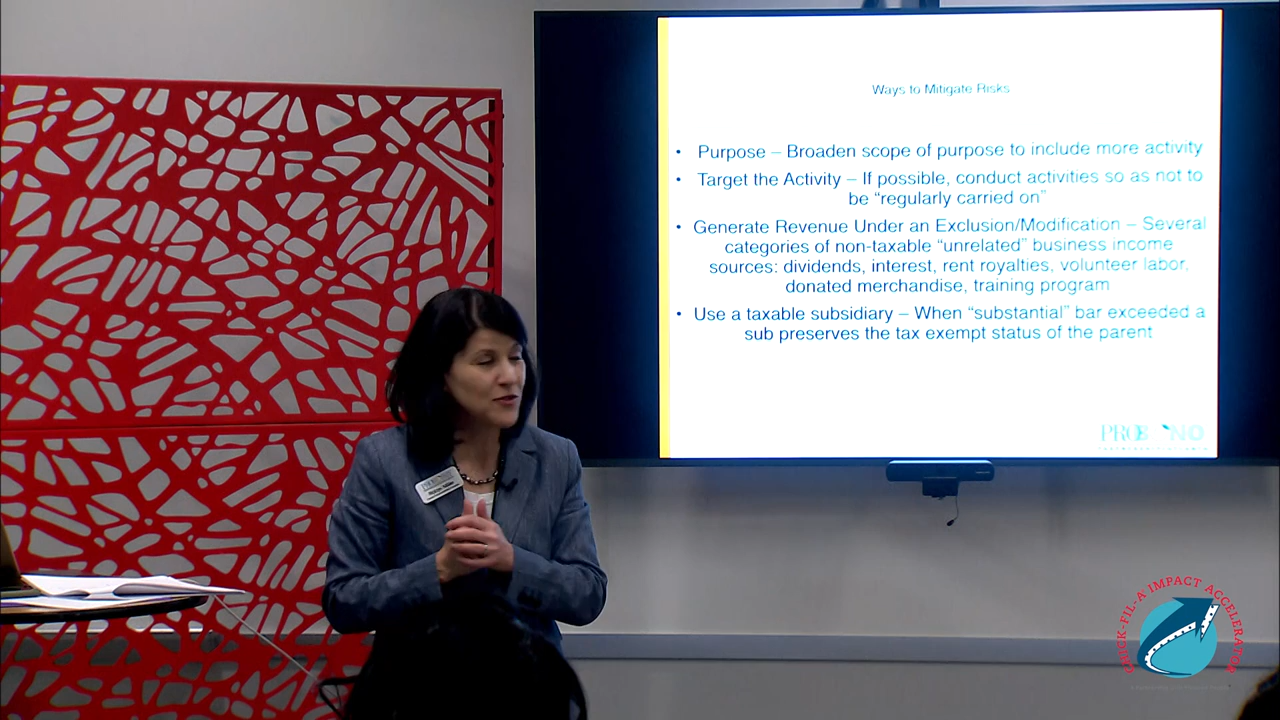 Ways to Mitigate Risks
• Purpose – Broaden scope of purpose to include more activity
• Target the Activity – If possible, conduct activities so as not to
be "regularly carried on"
• Generate Revenue Under an Exclusion/Modification – Several
categories of non-taxable "unrelated" business income
sources: dividends, interest, rent royalties, volunteer labor,
donated merchandise, training program
• Use a taxable subsidiary – When "substantial" bar exceeded a
sub preserves the tax exempt status of the parent
CHICK-FIL-A IMPACT ACCELERATOR